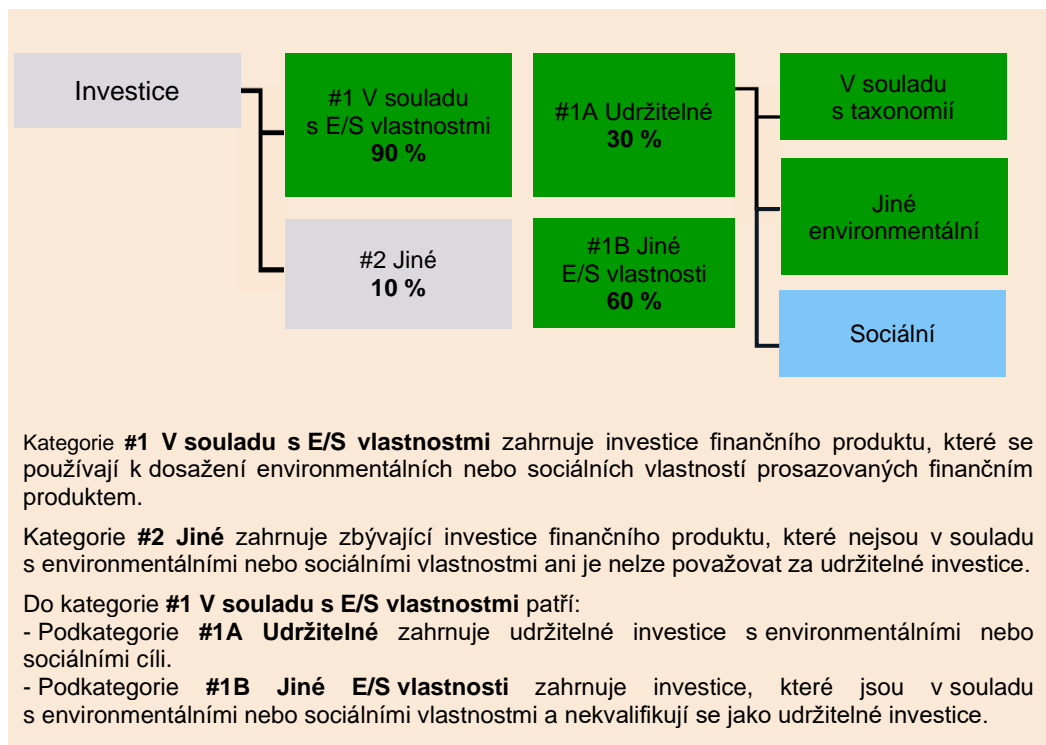 Investice
#1 V souladu
s E/S vlastnostmi
90 %
#2 Jiné
10 %
#1A Udržitelné
30 %
#1B Jiné
E/S vlastnosti
60 %
V souladu
s taxonomií
Jiné
environmentální
Sociální
Kategorie #1 V souladu s E/S vlastnostmi zahrnuje investice finančního produktu, které se
používají k dosažení environmentálních nebo sociálních vlastností prosazovaných finančním
produktem.
Kategorie #2 Jiné zahrnuje zbývající investice finančního produktu, které nejsou v souladu
s environmentálními nebo sociálními vlastnostmi ani je nelze považovat za udržitelné investice.
Do kategorie #1 V souladu s E/S vlastnostmi patří:
- Podkategorie #1A Udržitelné zahrnuje udržitelné investice s environmentálními nebo
sociálními cíli.
- Podkategorie #1B Jiné E/S vlastnosti zahrnuje investice, které jsou v souladu
s environmentálními nebo sociálními vlastnostmi a nekvalifikují se jako udržitelné investice.